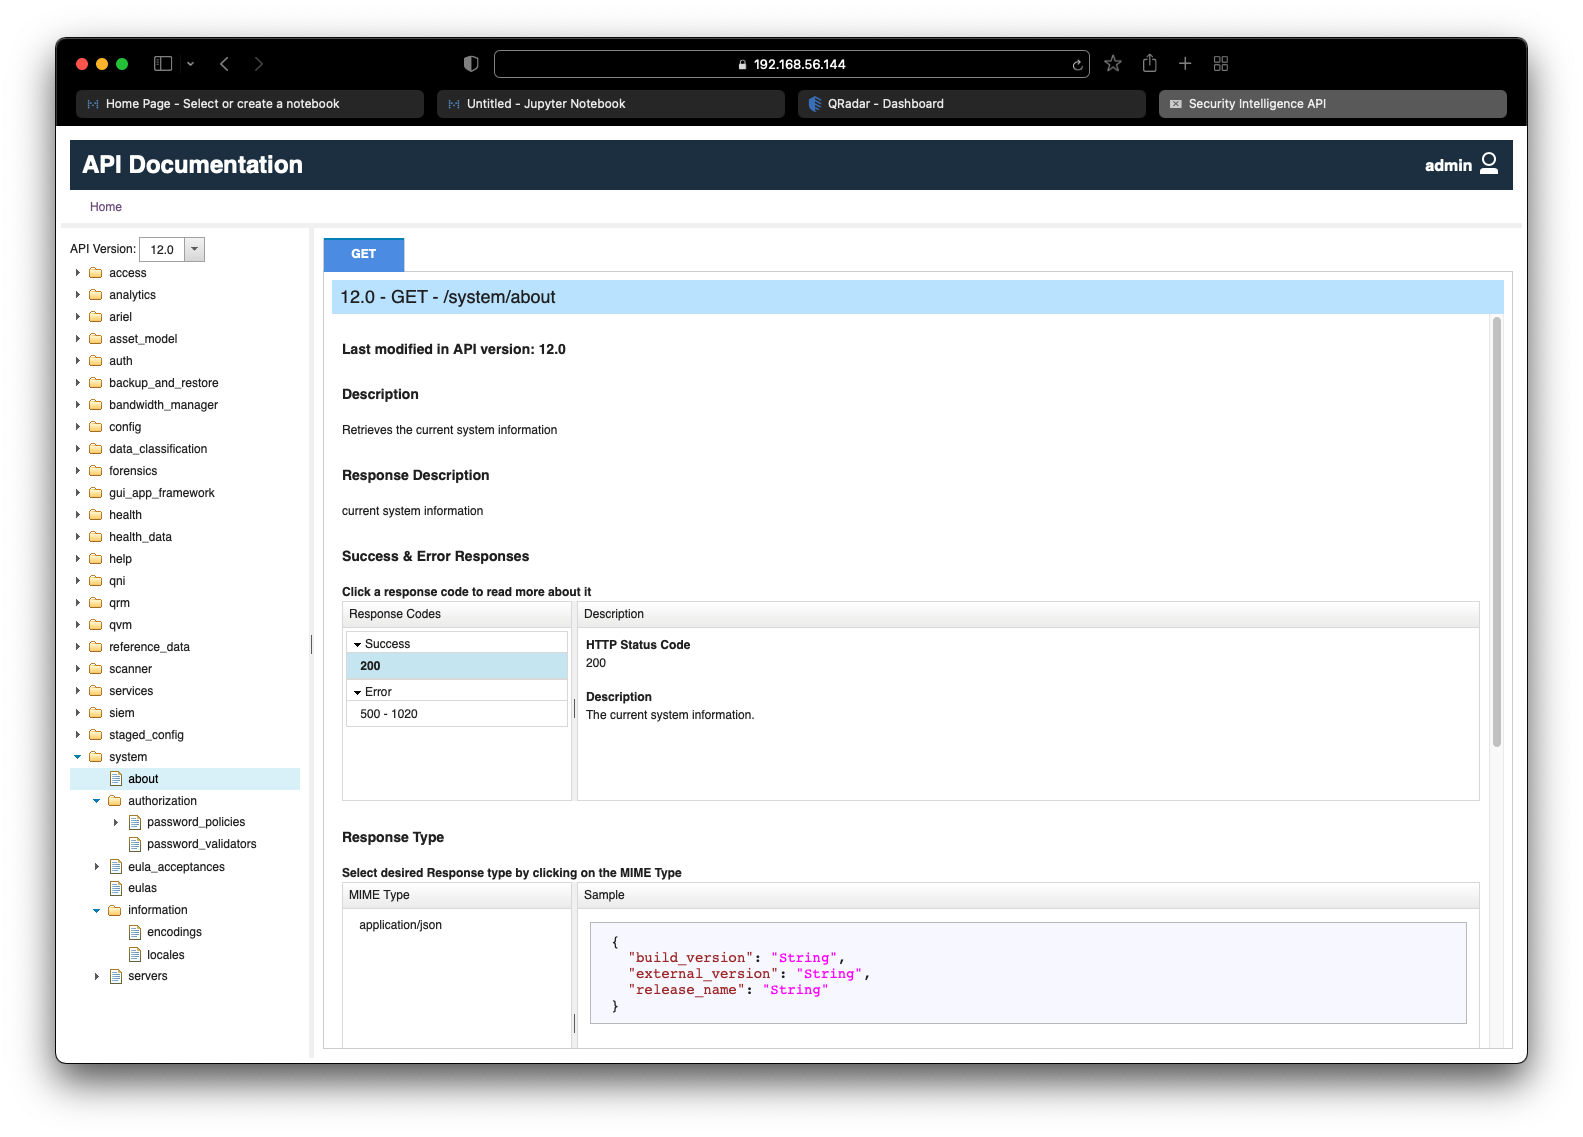 192.168.56.144
Home Page - Select or create a notebook
Untitled - Jupyter Notebook
QRadar - Dashboard
Security Intelligence API
API Documentation
admin
Home
API Version: 12.0
access
analytics
ariel
asset_model
auth
backup_and_restore
bandwidth_manager
config
data_classification
forensics
gui_app_framework
health
health_data
help
qni
qrm
qvm
reference_data
scanner
services
siem
staged_config
system
about
authorization
password_policies
password_validators
eula_acceptances
eulas
information
encodings
locales
servers
GET
12.0 - GET - /system/about
Last modified in API version: 12.0
Description
Retrieves the current system information
Response Description
current system information
Success & Error Responses
Click a response code to read more about it
Response Codes
Success
200
Error
500 - 1020
Description
HTTP Status Code
200
Description
The current system information.
Response Type
Select desired Response type by clicking on the MIME Type
MIME Type
application/json
Sample
{
"build_version": "String",
"external_version": "String",
"release_name": "String"
}